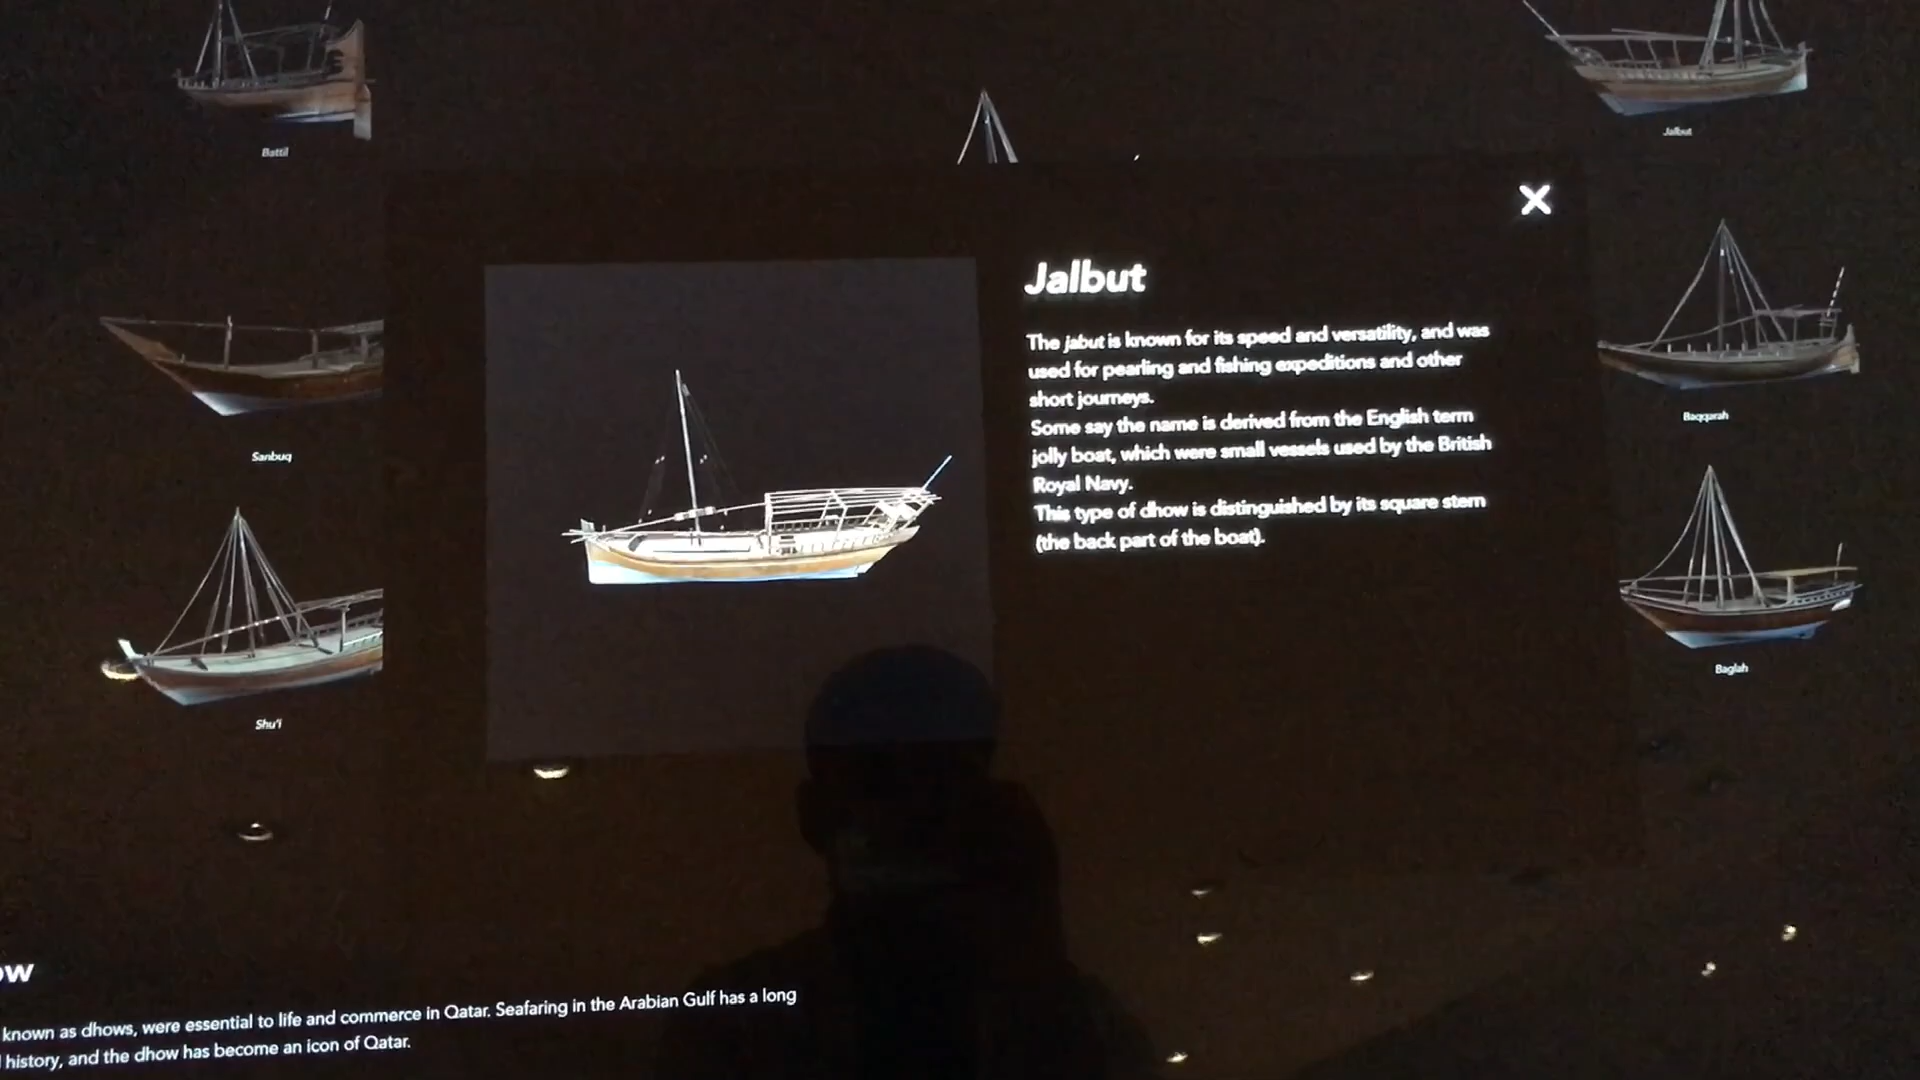 Battil
Jalbut
Jalbut
The jabut is known for its speed and versatility, and was
used for pearling and fishing expeditions and other
short journeys.
Some say the name is derived from the English term
jolly boat, which were small vessels used by the British
Royal Navy.
This type of dhow is distinguished by its square stern
(the back part of the boat).
Baqqarah
Sanbuq
Baglah
Shu'i
ow
known as dhows, were essential to life and commerce in Qatar. Seafaring in the Arabian Gulf has a long
history, and the dhow has become an icon of Qatar.